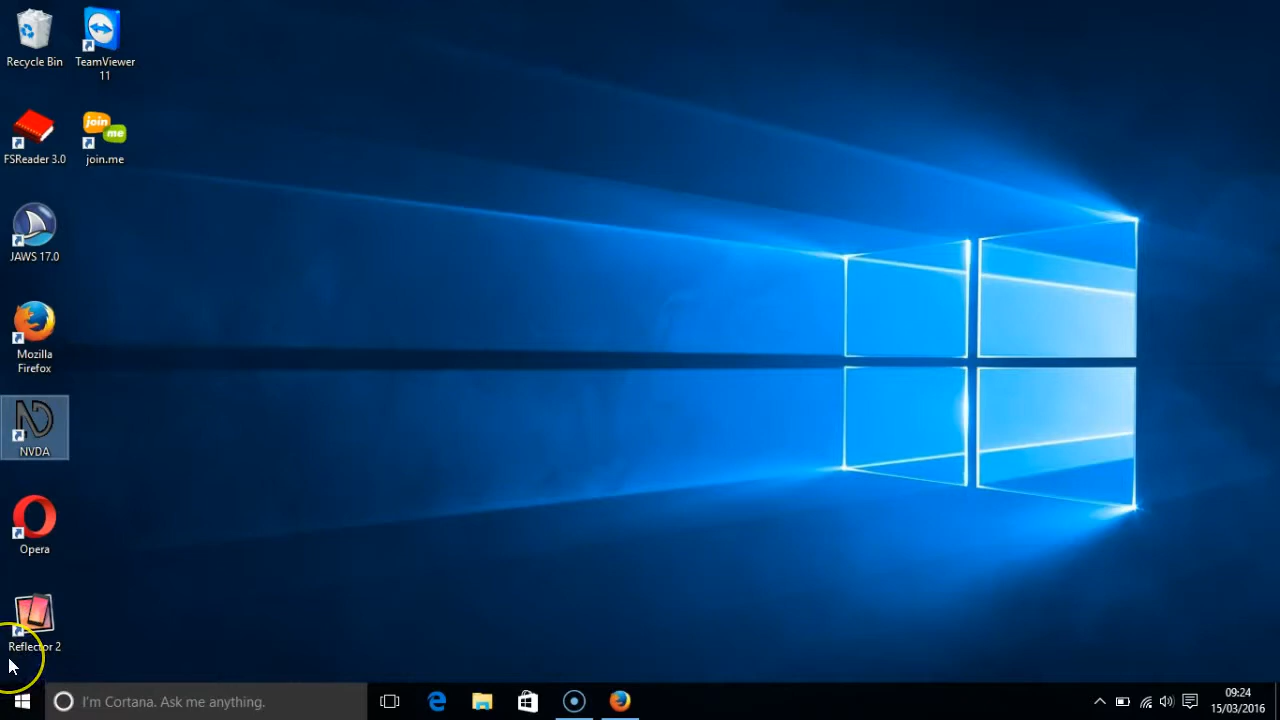 Recycle Bin
TeamViewer
11
FSReader 3.0
join
me
join.me
JAWS 17.0
Mozilla
Firefox
NVDA
Opera
Reflector 2
I'm Cortana. Ask me anything.
09:24
15/03/2016